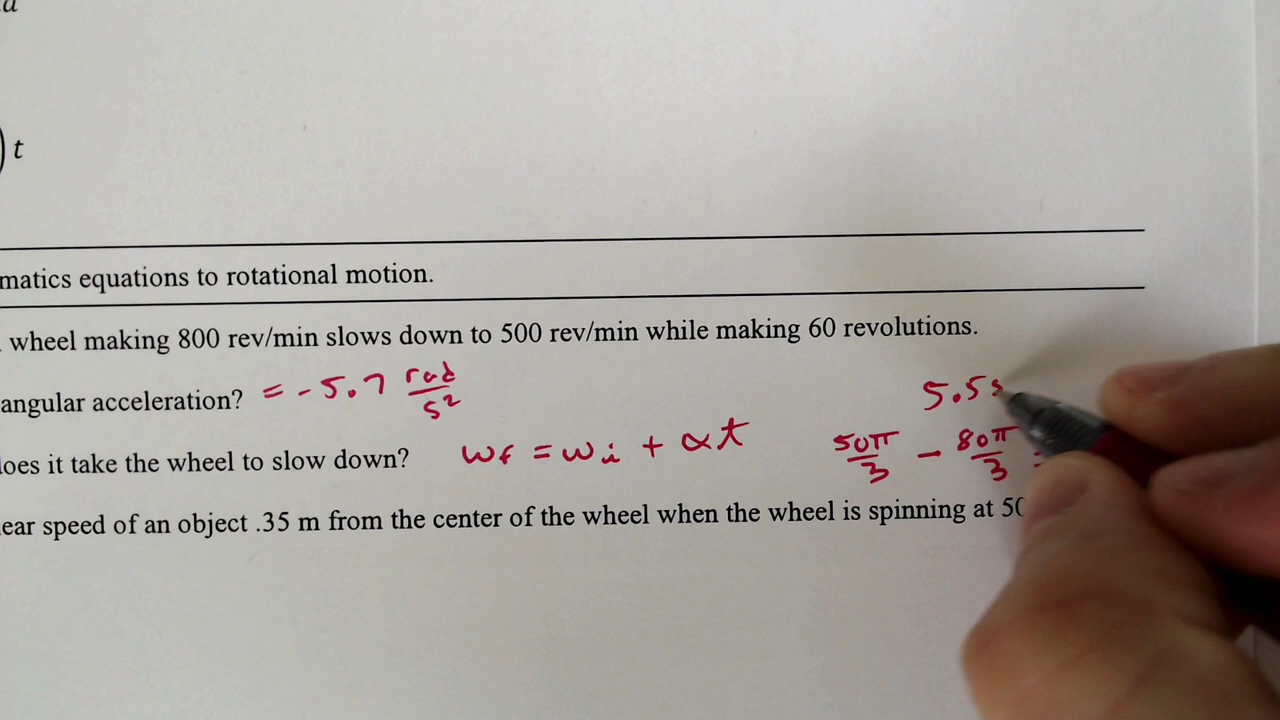 ) t
matics equations to rotational motion.
wheel making 800 rev/min slows down to 500 rev/min while making 60 revolutions.
angular acceleration? = -5.7 rad/s²
5.5s
does it take the wheel to slow down? ωf = ωi + αt 50π/3 - 80π/3 =
ear speed of an object .35 m from the center of the wheel when the wheel is spinning at 50